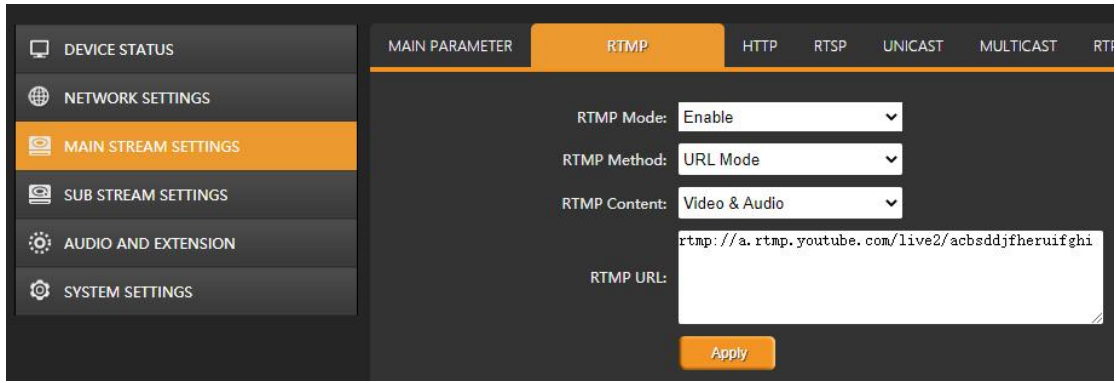 DEVICE STATUS
NETWORK SETTINGS
MAIN STREAM SETTINGS
SUB STREAM SETTINGS
AUDIO AND EXTENSION
SYSTEM SETTINGS
MAIN PARAMETER RTMP HTTP RTSP UNICAST MULTICAST
RTMP Mode: Enable
RTMP Method: URL Mode
RTMP Content: Video & Audio
RTMP URL: rtmp://a.rtmp.youtube.com/live2/acbsddjfheruifghi
Apply